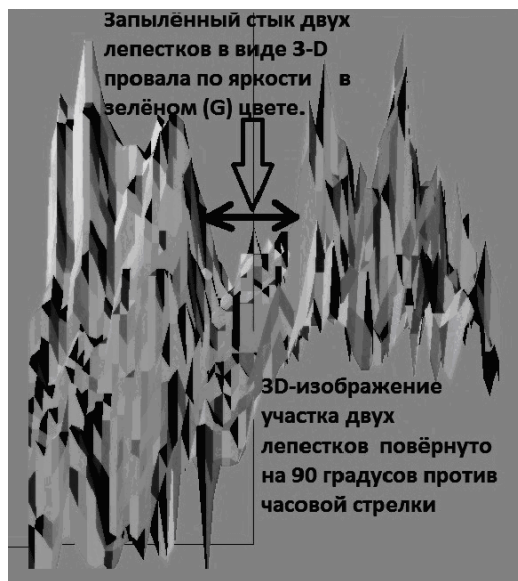 Запылённый стык двух
лепестков в виде 3-D
провала по яркости в
зелёном (G) цвете.
3D-изображение
участка двух
лепестков повёрнуто
на 90 градусов против
часовой стрелки